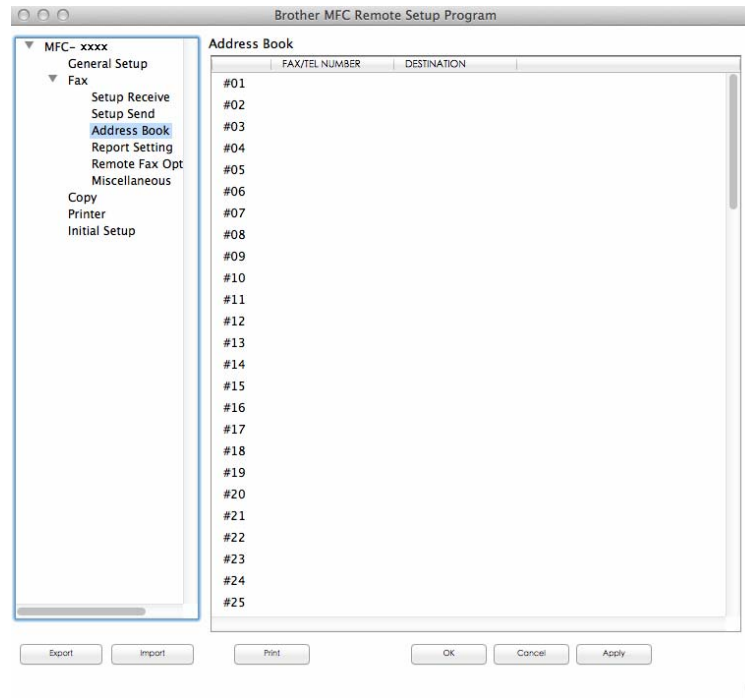 Brother MFC Remote Setup Program
MFC- xxxx
General Setup
Fax
Setup Receive
Setup Send
Address Book
Report Setting
Remote Fax Opt
Miscellaneous
Copy
Printer
Initial Setup
Address Book
FAX/TEL NUMBER DESTINATION
#01
#02
#03
#04
#05
#06
#07
#08
#09
#10
#11
#12
#13
#14
#15
#16
#17
#18
#19
#20
#21
#22
#23
#24
#25
Export Import Print OK Cancel Apply